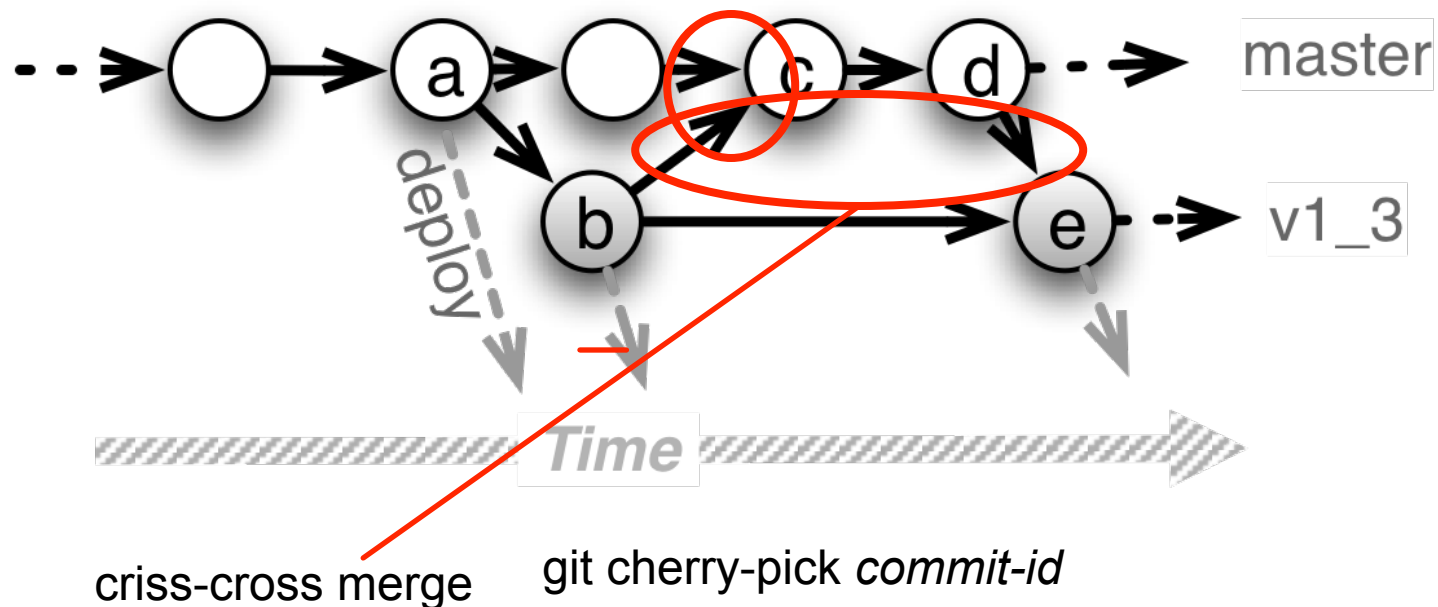 a
c
d
master
deploy
b
e
v1_3
Time
criss-cross merge
git cherry-pick commit-id